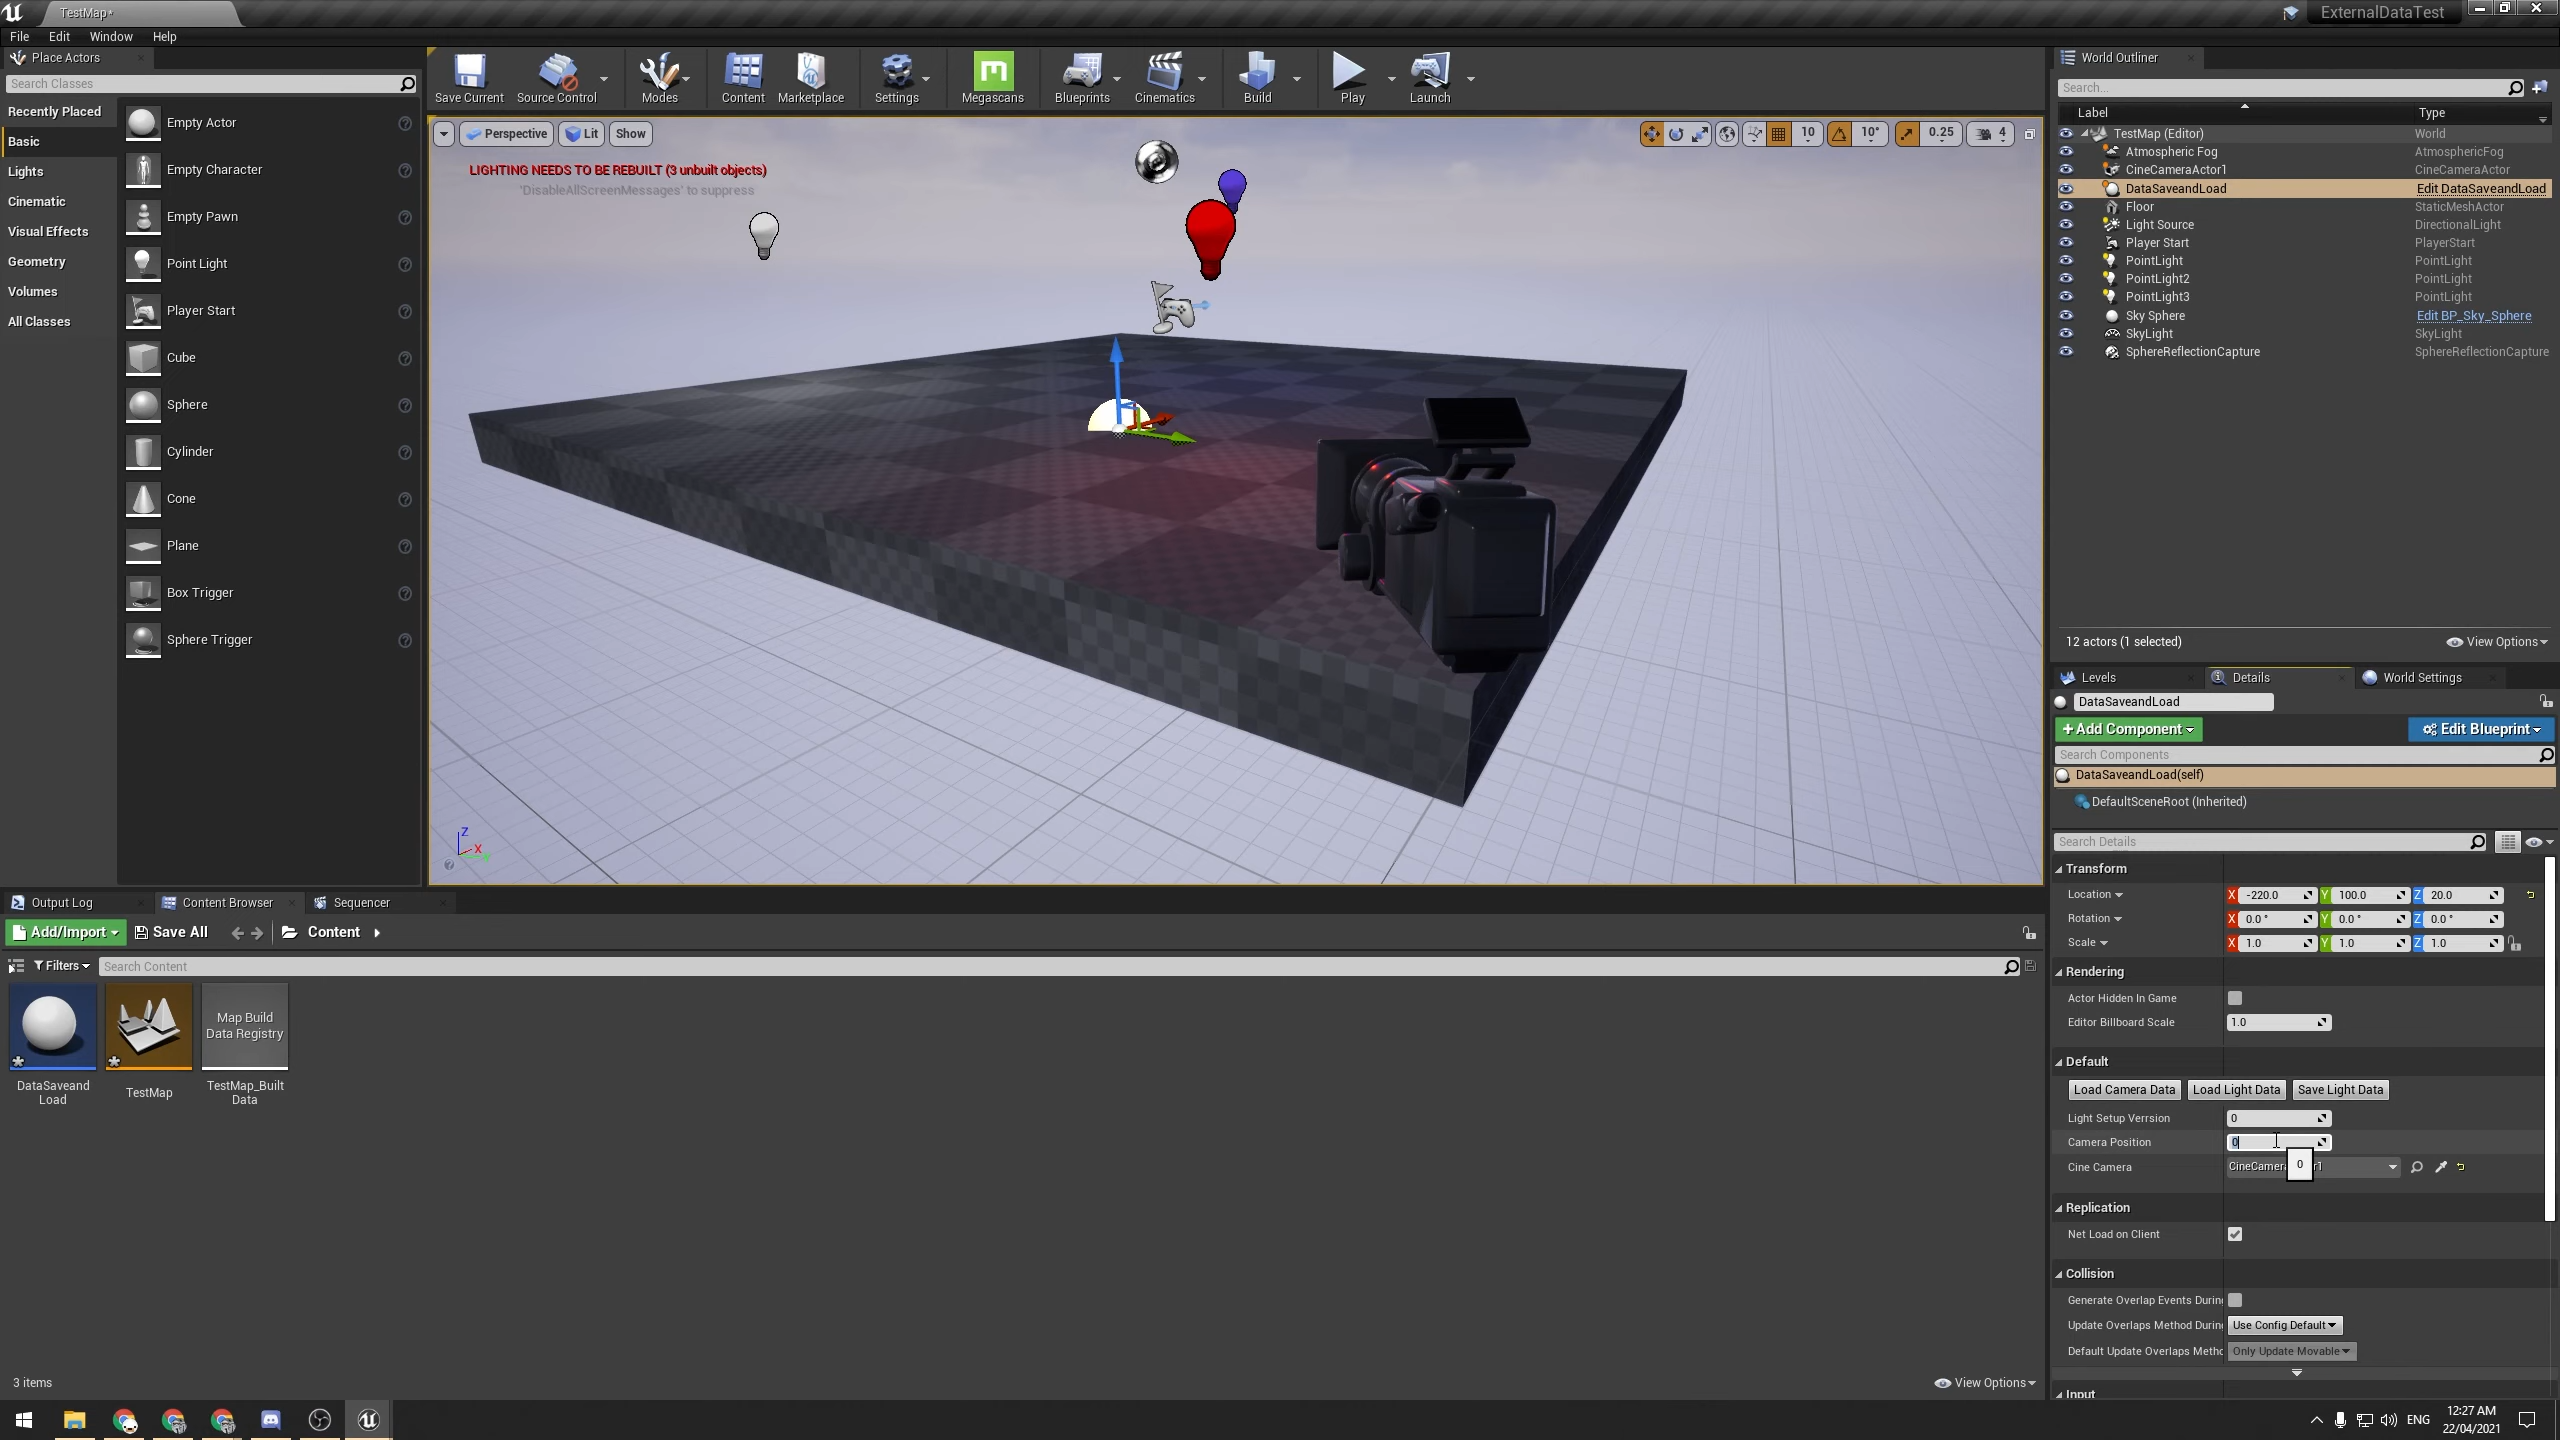 TestMap*
ExternalDataTest
File Edit Window Help
Place Actors
Search Classes
Recently Placed
Basic
Lights
Cinematic
Visual Effects
Geometry
Volumes
All Classes
Empty Actor
Empty Character
Empty Pawn
Point Light
Player Start
Cube
Sphere
Cylinder
Cone
Plane
Box Trigger
Sphere Trigger
Save Current Source Control Modes Content Marketplace Settings Megascans Blueprints Cinematics Build Play Launch
Perspective Lit Show
10 10° 0.25 4
LIGHTING NEEDS TO BE REBUILT (3 unbuilt objects)
'DisableAllScreenMessages' to suppress
Z
X
Y
World Outliner
Search...
Label Type
TestMap (Editor) World
Atmospheric Fog AtmosphericFog
CineCameraActor1 CineCameraActor
DataSaveandLoad Edit DataSaveandLoad
Floor StaticMeshActor
Light Source DirectionalLight
Player Start PlayerStart
PointLight PointLight
PointLight2 PointLight
PointLight3 PointLight
Sky Sphere Edit BP_Sky_Sphere
SkyLight SkyLight
SphereReflectionCapture SphereReflectionCapture
12 actors (1 selected) View Options
Levels Details World Settings
DataSaveandLoad
+Add Component Edit Blueprint
Search Components
DataSaveandLoad(self)
DefaultSceneRoot (Inherited)
Search Details
Transform
Location X -220.0 Y 100.0 Z 20.0
Rotation X 0.0 ° Y 0.0 ° Z 0.0 °
Scale X 1.0 Y 1.0 Z 1.0
Rendering
Actor Hidden In Game
Editor Billboard Scale 1.0
Default
Load Camera Data Load Light Data Save Light Data
Light Setup Verrsion 0
Camera Position 0
Cine Camera CineCamera r1
0
Replication
Net Load on Client
Collision
Generate Overlap Events During
Update Overlaps Method During Use Config Default
Default Update Overlaps Metho Only Update Movable
Input
Output Log Content Browser Sequencer
Add/Import Save All Content
Filters Search Content
DataSaveand
Load
TestMap
Map Build
Data Registry
TestMap_Built
Data
3 items View Options
ENG
12:27 AM
22/04/2021